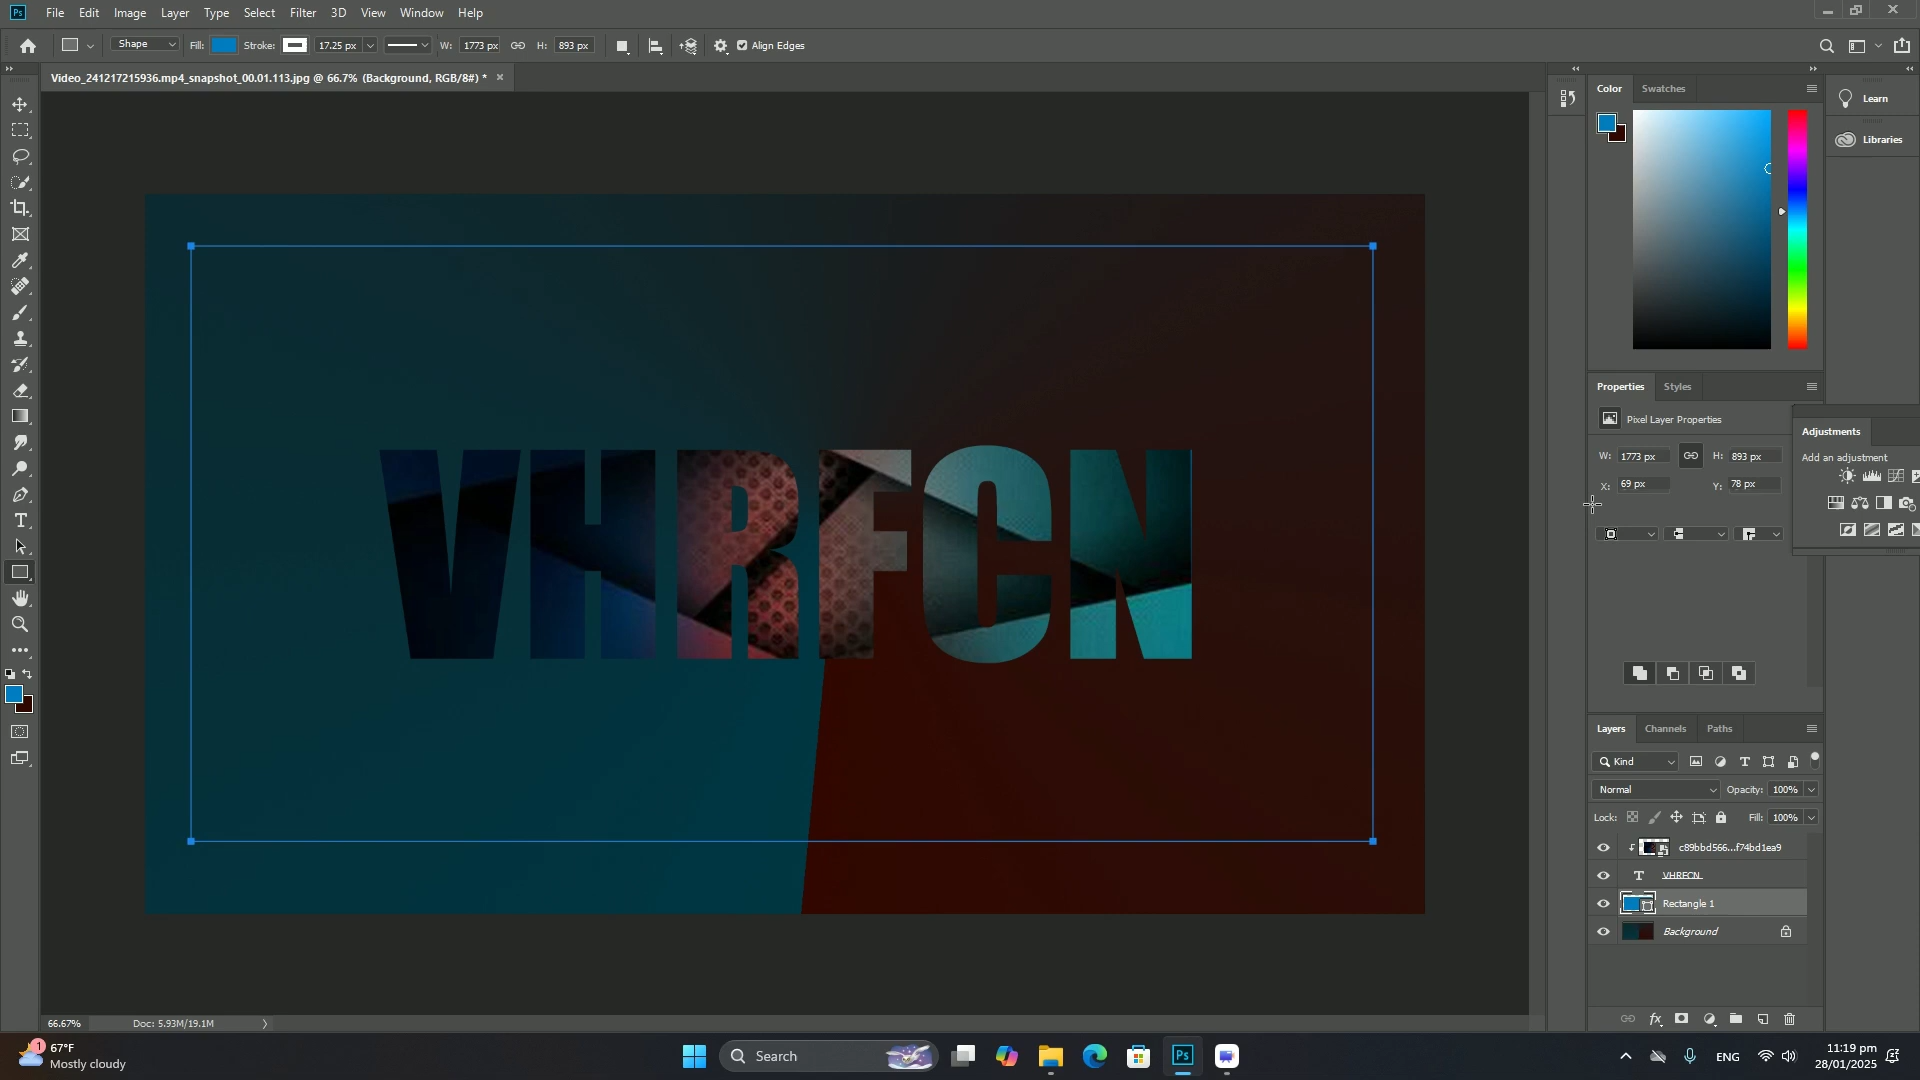 Ps File Edit Image Layer Type Select Filter 3D View Window Help
Shape Fill: Stroke: 17.25 px W: 1773 px H: 893 px Align Edges
Video_241217215936.mp4_snapshot_00.01.113.jpg @ 66.7% (Background, RGB/8#) *
Color Swatches
Learn
Libraries
VHRFCN
Properties Styles
Pixel Layer Properties
W: 1773 px H: 893 px
X: 69 px Y: 78 px
Adjustments
Add an adjustment
Layers Channels Paths
Kind
Normal Opacity: 100%
Lock: Fill: 100%
c89bbd566...f74bd1ea9
T VHRFCN
Rectangle 1
Background
66.67% Doc: 5.93M/19.1M
fx
1 67°F
Mostly cloudy
Search
Ps
ENG
11:19 pm
28/01/2025